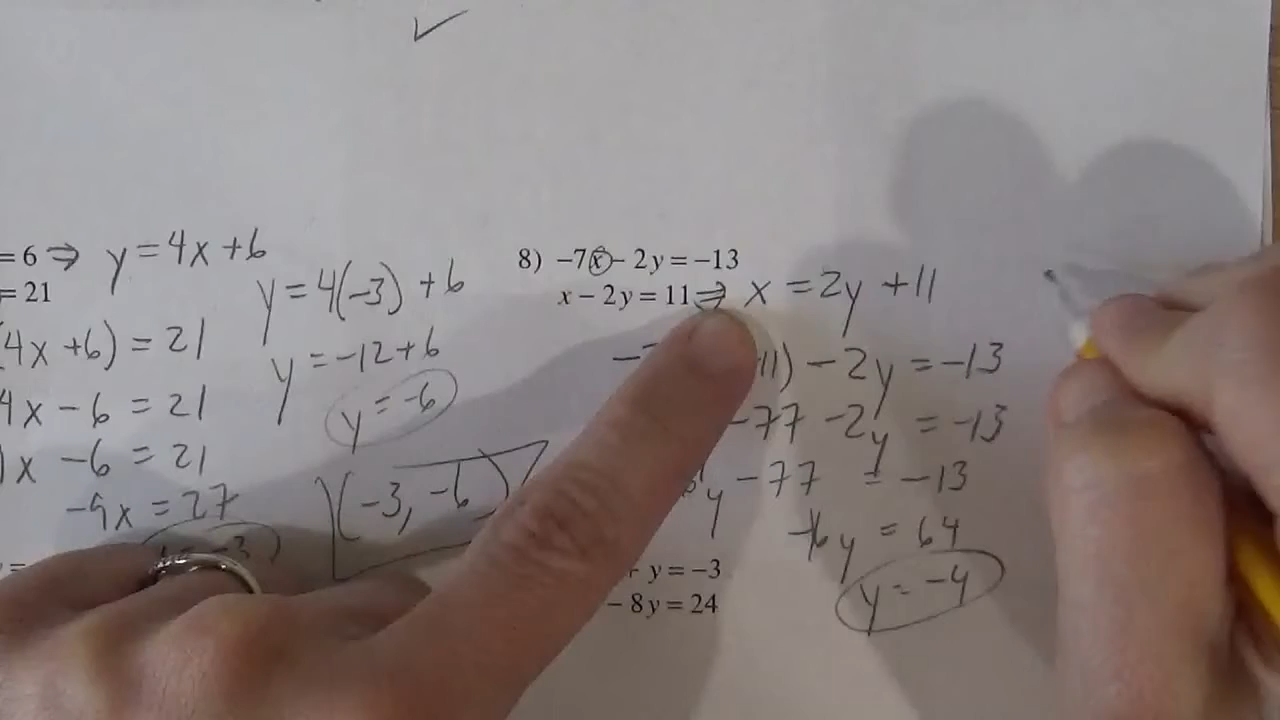 = 6 ⇒ y = 4x + 6
= 21
y = 4(-3) + 6
(4x + 6) = 21
y = -12 + 6
4x - 6 = 21
y = -6
x - 6 = 21
-9x = 27
= -3
(-3, -6)
8) -7x - 2y = -13
x - 2y = 11 ⇒ x = 2y + 11
11) - 2y = -13
-77 - 2y = -13
y - 77 = -13
-16y = 64
y = -4
y = -3
- 8y = 24